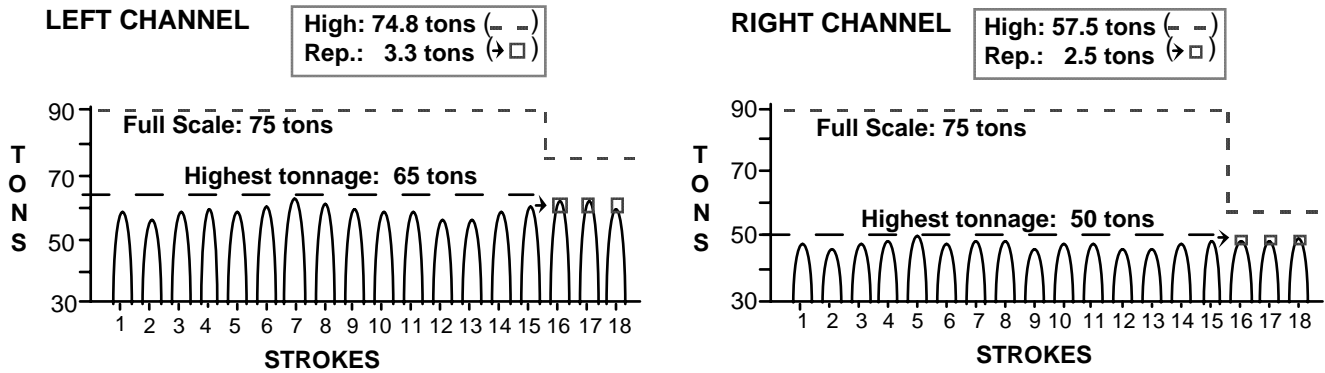 LEFT CHANNEL
High: 74.8 tons (– –)
Rep.: 3.3 tons (→□)
90
70
50
30
TONS
Full Scale: 75 tons
Highest tonnage: 65 tons
1 2 3 4 5 6 7 8 9 10 11 12 13 14 15 16 17 18
STROKES
RIGHT CHANNEL
High: 57.5 tons (– –)
Rep.: 2.5 tons (→□)
90
70
50
30
TONS
Full Scale: 75 tons
Highest tonnage: 50 tons
1 2 3 4 5 6 7 8 9 10 11 12 13 14 15 16 17 18
STROKES